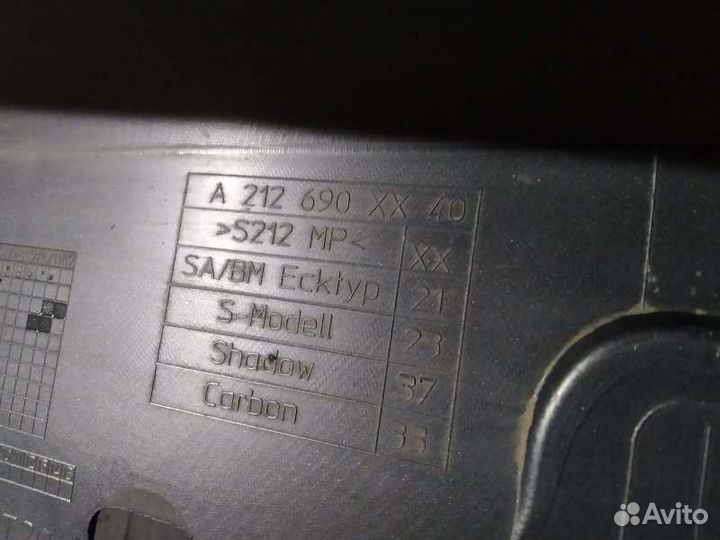 A 212 690 XX 40
>S212 MP< XX
SA/BM Ecktyp 21
S-Modell 23
Shadow 37
Carbon 33
Avito